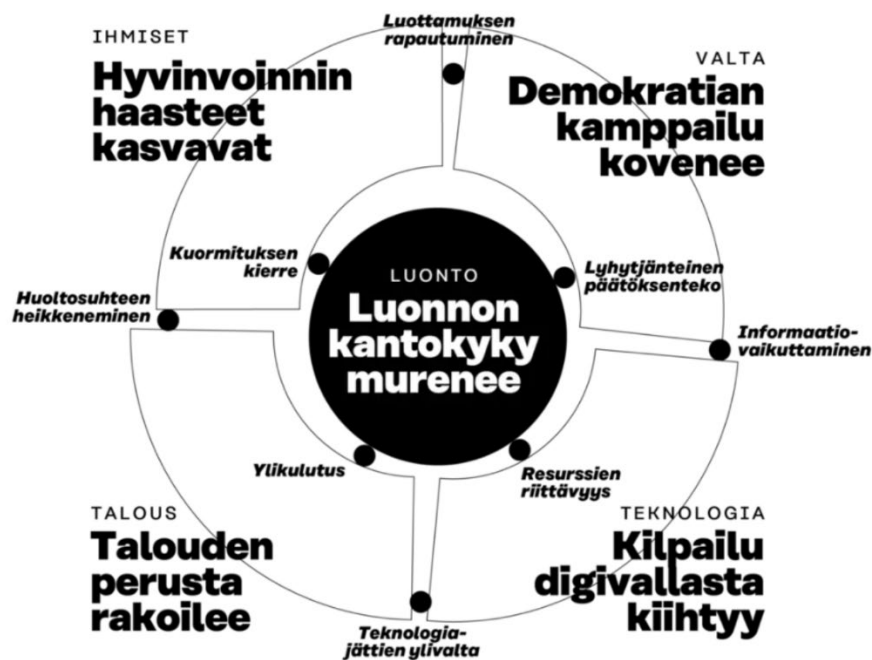 Luottamuksen
rapautuminen
IHMISET
Hyvinvoinnin
haasteet
kasvavat
VALTA
Demokratian
kamppailu
kovenee
Kuormituksen
kierre
Lyhytjänteinen
päätöksenteko
Huoltosuhteen
heikkeneminen
LUONTO
Luonnon
kantokyky
murenee
Informaatio-
vaikuttaminen
Ylikulutus
Resurssien
riittävyys
TALOUS
Talouden
perusta
rakoilee
TEKNOLOGIA
Kilpailu
digivallasta
kiihtyy
Teknologia-
jättien ylivalta